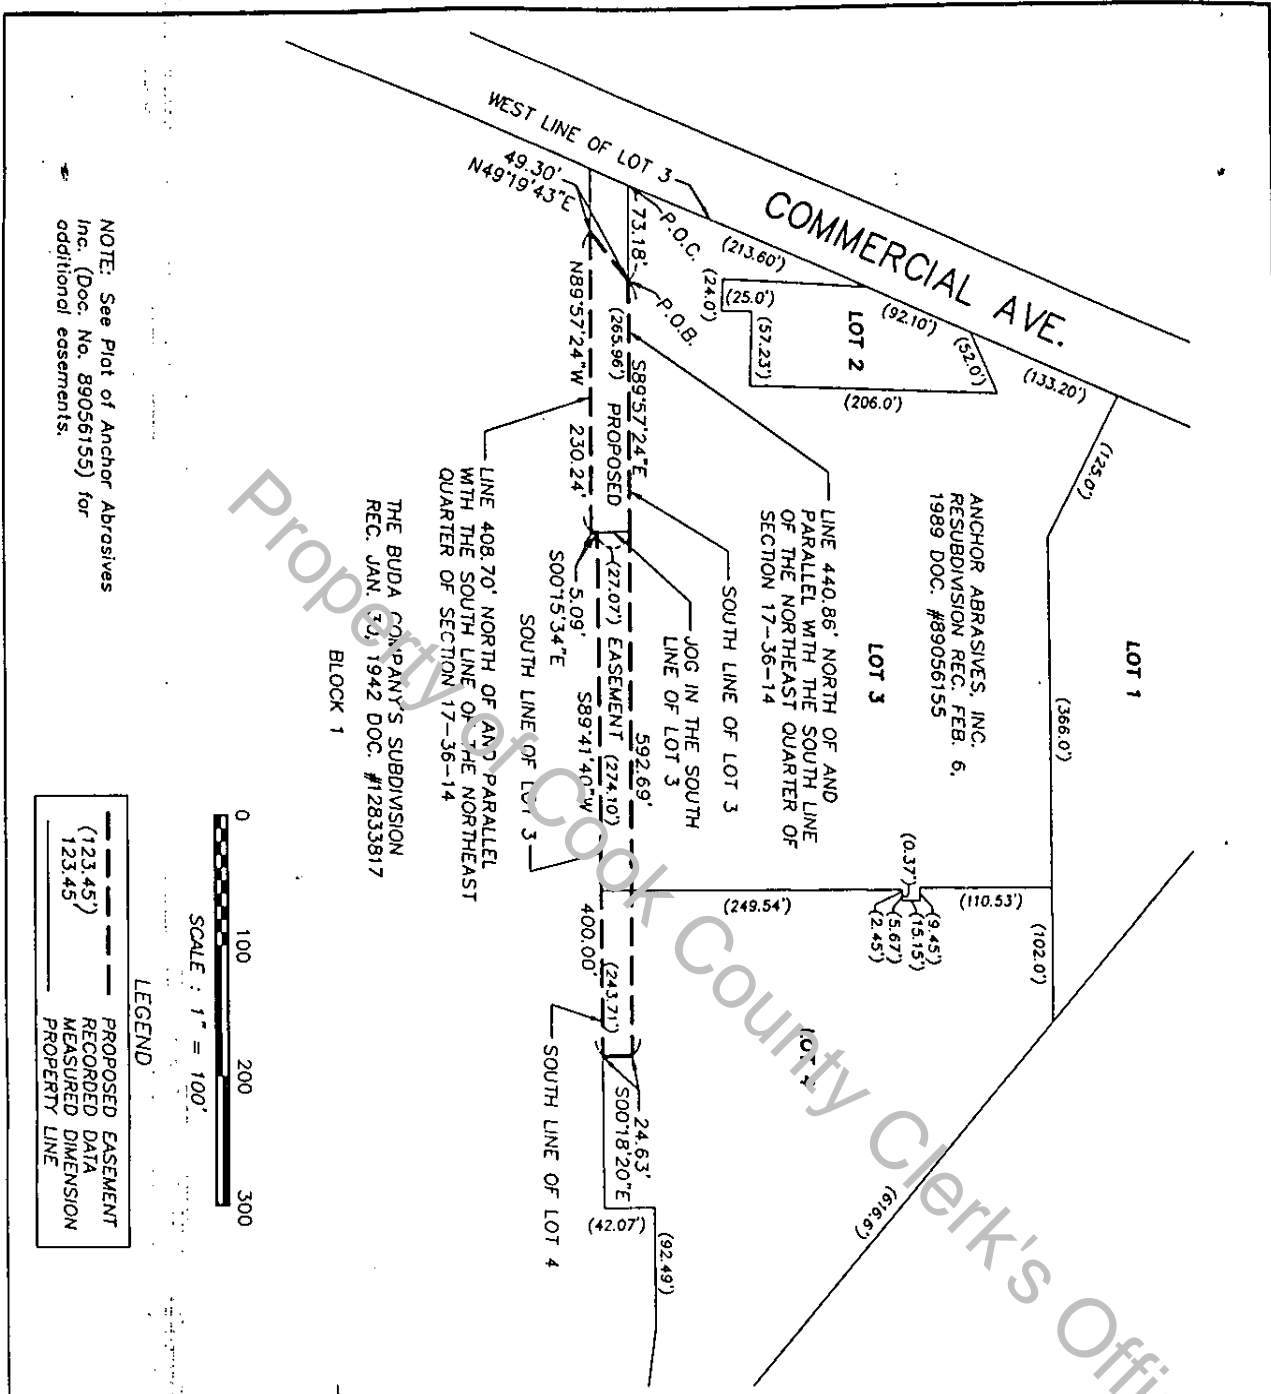 COMMERCIAL AVE.
WEST LINE OF LOT 3
49.30'
N49°19'43"E
P.O.C.
73.18'
P.O.B.
(213.60')
(24.0')
(25.0')
(57.23')
LOT 2
(92.10')
(52.0')
(206.0')
(133.20')
(125.0')
LOT 1
(366.0')
ANCHOR ABRASIVES, INC.
RESUBDIVISION REC. FEB. 6,
1989 DOC. #89056155
LOT 3
LINE 440.86' NORTH OF AND
PARALLEL WITH THE SOUTH LINE
OF THE NORTHEAST QUARTER OF
SECTION 17-36-14
SOUTH LINE OF LOT 3
JOG IN THE SOUTH
LINE OF LOT 3
S89°57'24"E
592.69'
(265.96')
PROPOSED
(27.07')
EASEMENT
(274.10')
N89°57'24"W
230.24'
5.09'
S00°15'34"E
S89°41'40"W
400.00'
(243.71')
SOUTH LINE OF LOT 3
LINE 408.70' NORTH OF AND PARALLEL
WITH THE SOUTH LINE OF THE NORTHEAST
QUARTER OF SECTION 17-36-14
THE BUDA COMPANY'S SUBDIVISION
REC. JAN. 1942 DOC. #12833817
BLOCK 1
(0.37')
(249.54')
(110.53')
(9.45')
(15.15')
(5.67')
(2.45')
(102.0')
LOT
24.63'
S00°18'20"E
SOUTH LINE OF LOT 4
(42.07')
(92.49')
(616.6')
NOTE: See Plat of Anchor Abrasives
Inc. (Doc. No. 89056155) for
additional easements.
0 100 200 300
SCALE : 1" = 100'
LEGEND
PROPOSED EASEMENT
(123.45') RECORDED DATA
123.45' MEASURED DIMENSION
PROPERTY LINE
Property of Cook County Clerk's Offi